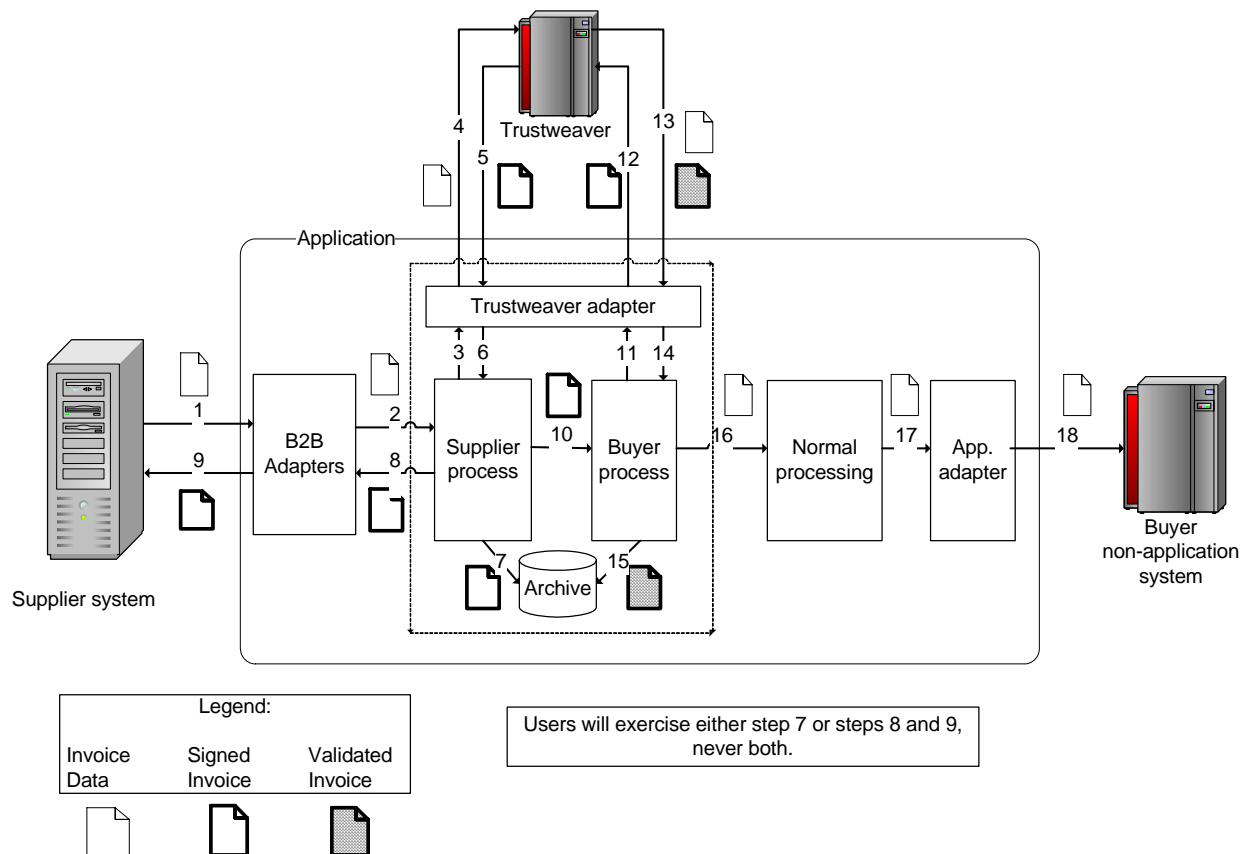 4
5
12
13
Trustweaver
Application
Trustweaver adapter
3
6
11
14
1
2
9
8
B2B
Adapters
Supplier
process
10
Buyer
process
16
Normal
processing
17
App.
adapter
18
7
Archive
15
Supplier system
Buyer
non-application
system
Legend:
Invoice
Data
Signed
Invoice
Validated
Invoice
Users will exercise either step 7 or steps 8 and 9,
never both.